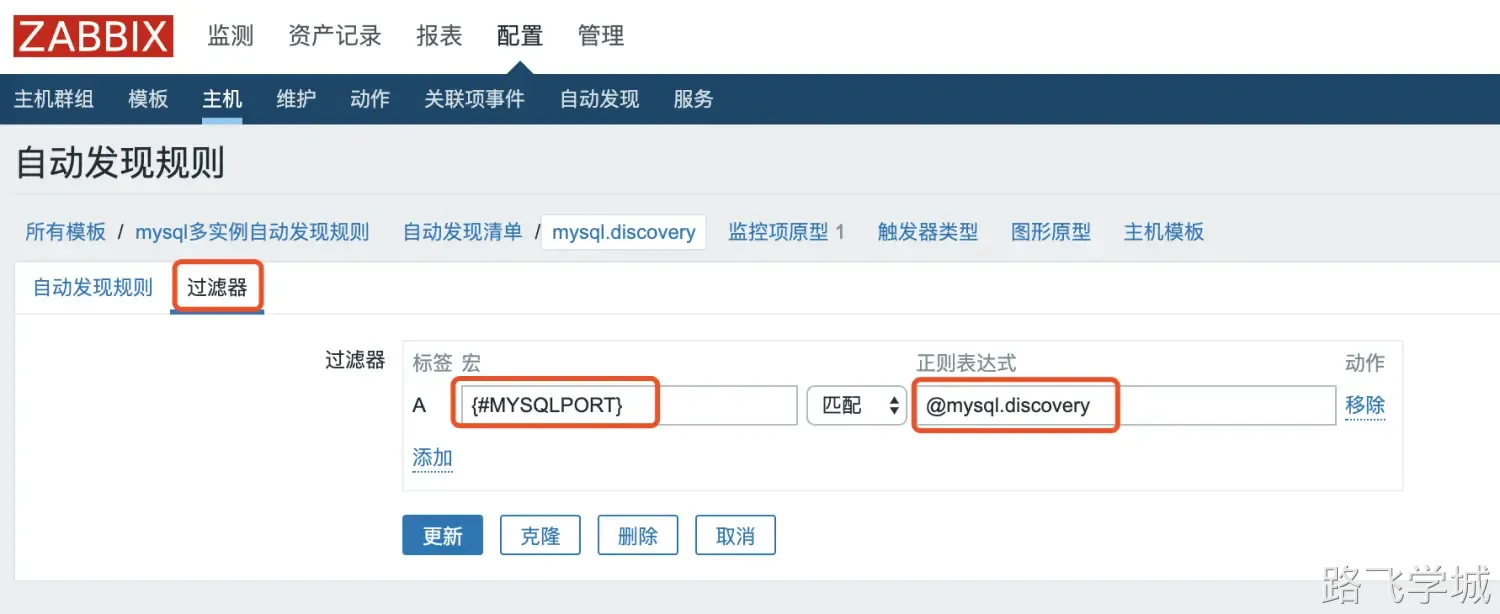 ZABBIX 监测 资产记录 报表 配置 管理
主机群组 模板 主机 维护 动作 关联项事件 自动发现 服务
自动发现规则
所有模板 / mysql多实例自动发现规则 自动发现清单 / mysql.discovery 监控项原型 1 触发器类型 图形原型 主机模板
自动发现规则 过滤器
过滤器 标签 宏 正则表达式 动作
A {#MYSQLPORT} 匹配 @mysql.discovery 移除
添加
更新 克隆 删除 取消
路飞学城